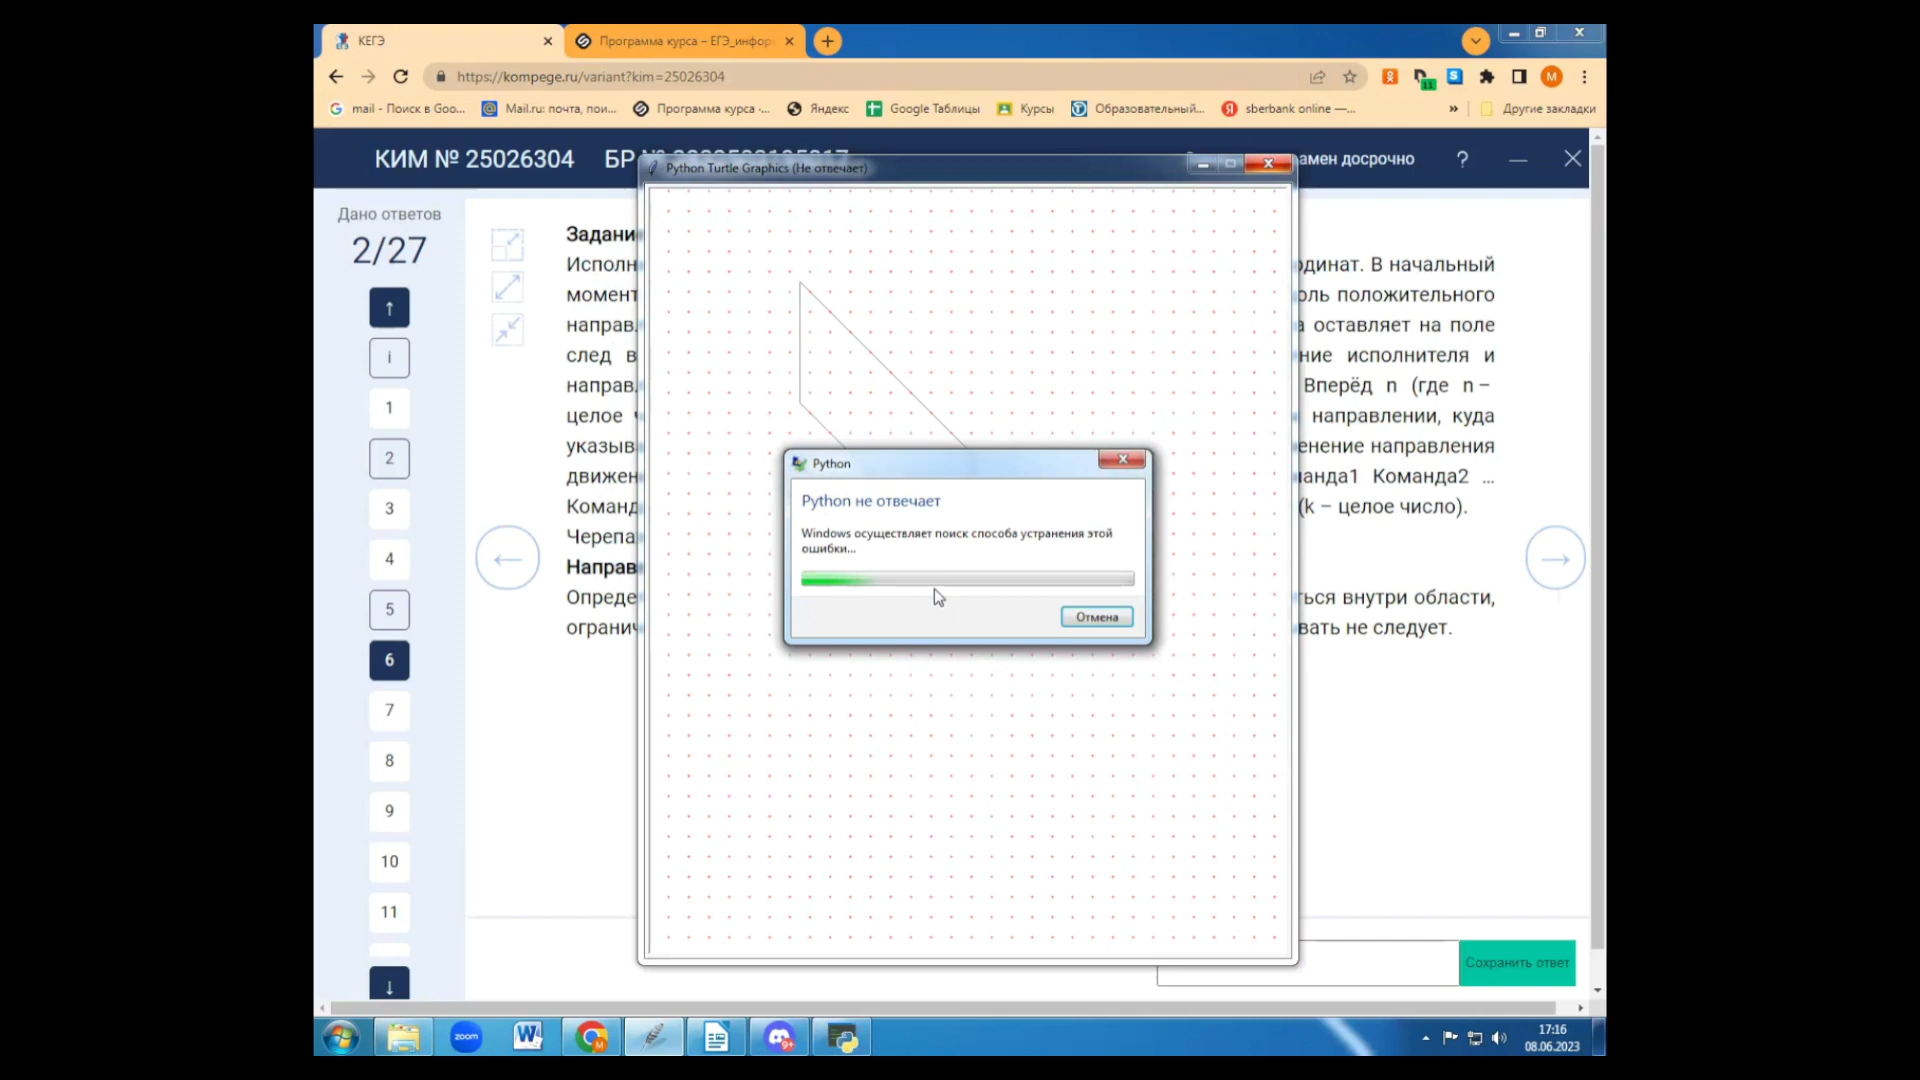 КЕГЭ
Программа курса – ЕГЭ_инфор
https://kompege.ru/variant?kim=25026304
mail - Поиск в Goo...
Mail.ru: почта, пои...
Программа курса -...
Яндекс
Google Таблицы
Курсы
Образовательный...
sberbank online —...
»
Другие закладки
КИМ № 25026304
БР №
амен досрочно
?
Python Turtle Graphics (Не отвечает)
Дано ответов
2/27
i
1
2
3
4
5
6
7
8
9
10
11
Задани
Исполн
рдинат. В начальный
момент
оль положительного
направ.
а оставляет на поле
след в
ние исполнителя и
направ.
Вперёд n (где n –
целое ч
направлении, куда
указыв
енение направления
движен
манда1 Команда2 ...
Команд
(k – целое число).
Черепа
Направ
Опреде
ться внутри области,
огранич
вать не следует.
Python
Python не отвечает
Windows осуществляет поиск способа устранения этой
ошибки...
Отмена
Сохранить ответ
zoom
17:16
08.06.2023